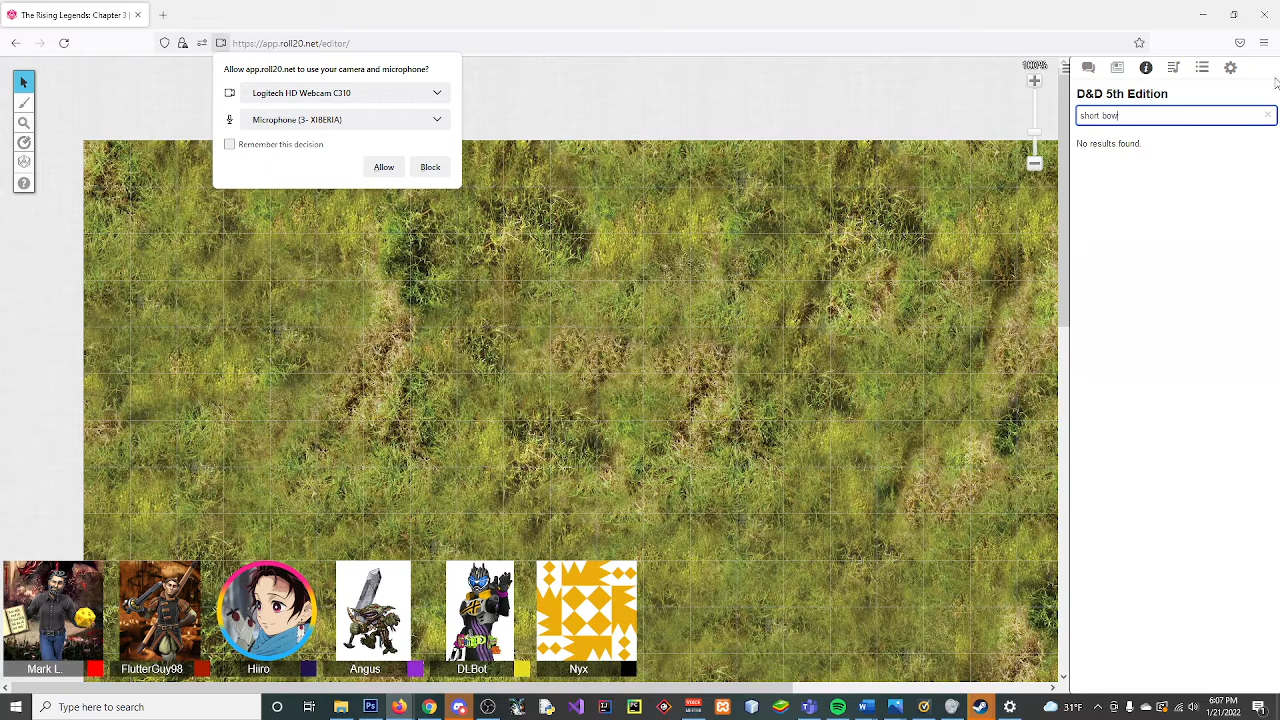 The Rising Legends: Chapter 3 |
https://app.roll20.net/editor/
Allow app.roll20.net to use your camera and microphone?
Logitech HD Webcam C310
Microphone (3- XIBERIA)
Remember this decision
Allow
Block
100%
D&D 5th Edition
short bow
No results found.
Mark L.
FlutterGuy98
Hiiro
Angus
DLBot
Nyx
Type here to search
31°F
6:07 PM
1/21/2022